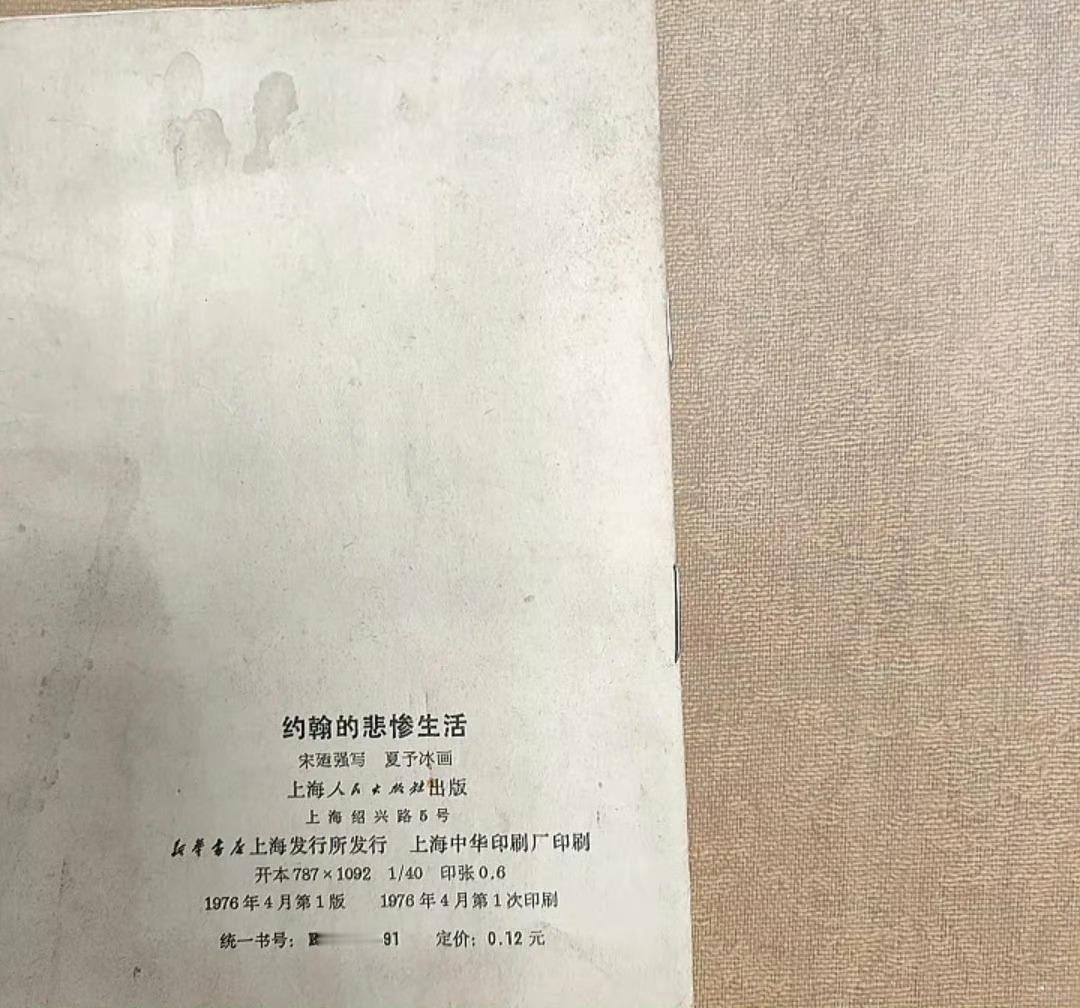 约翰的悲惨生活
宋廼强写 夏予冰画
上海人民出版社出版
上海绍兴路5号
新华书店上海发行所发行 上海中华印刷厂印刷
开本787×1092 1/40 印张0.6
1976年4月第1版 1976年4月第1次印刷
统一书号: 91 定价: 0.12元